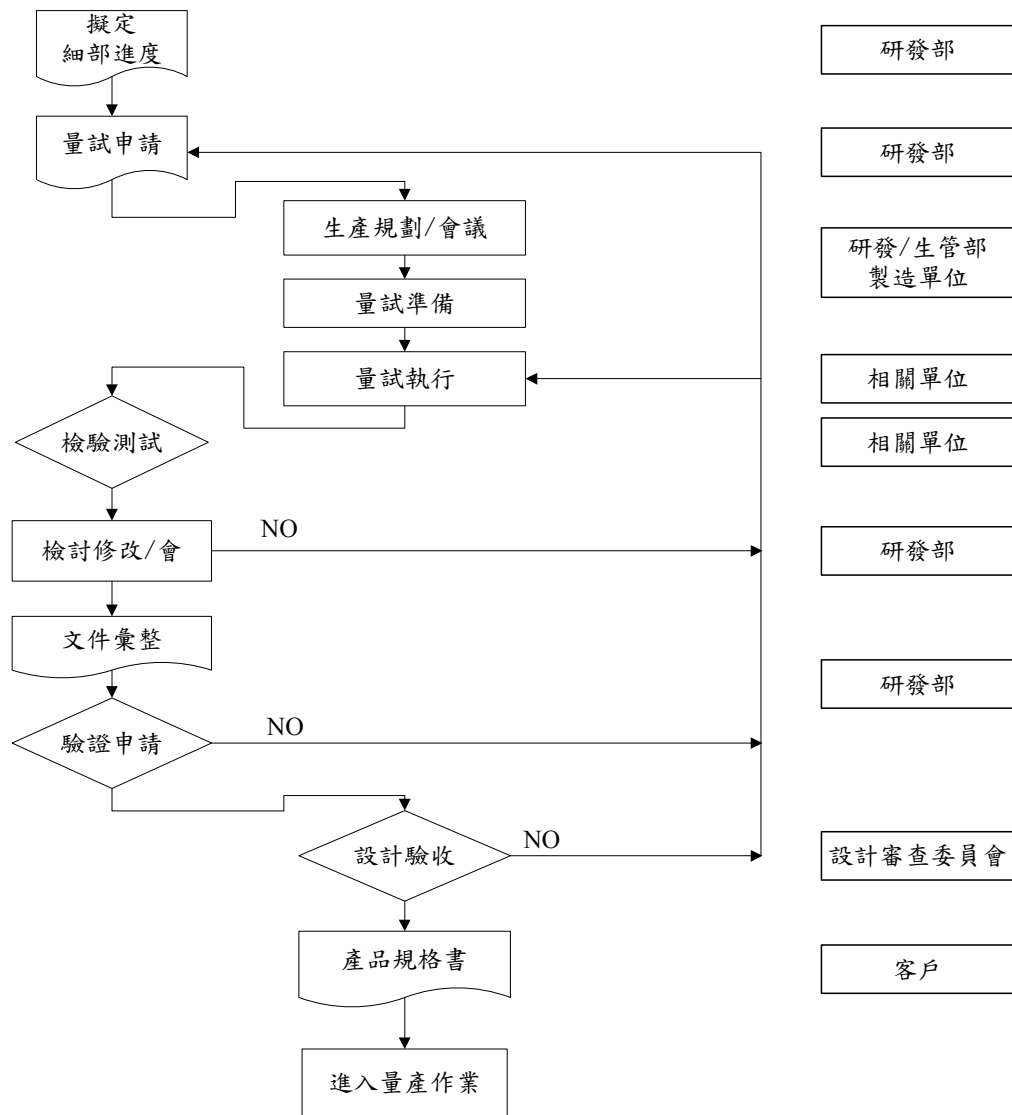 擬定
細部進度
研發部
量試申請
研發部
生產規劃/會議
研發/生管部
製造單位
量試準備
量試執行
相關單位
檢驗測試
相關單位
檢討修改/會
NO
研發部
文件彙整
研發部
驗證申請
NO
設計驗收
NO
設計審查委員會
產品規格書
客戶
進入量產作業